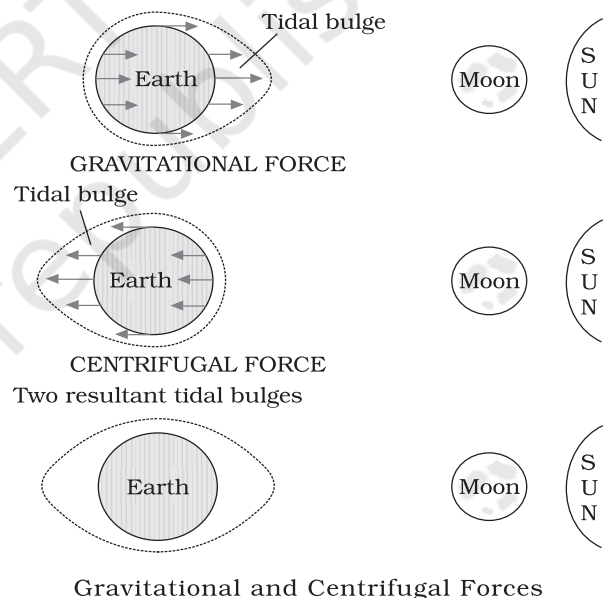 Tidal bulge
Earth
Moon
S
U
N
GRAVITATIONAL FORCE
Tidal bulge
Earth
Moon
S
U
N
CENTRIFUGAL FORCE
Two resultant tidal bulges
Earth
Moon
S
U
N
Gravitational and Centrifugal Forces